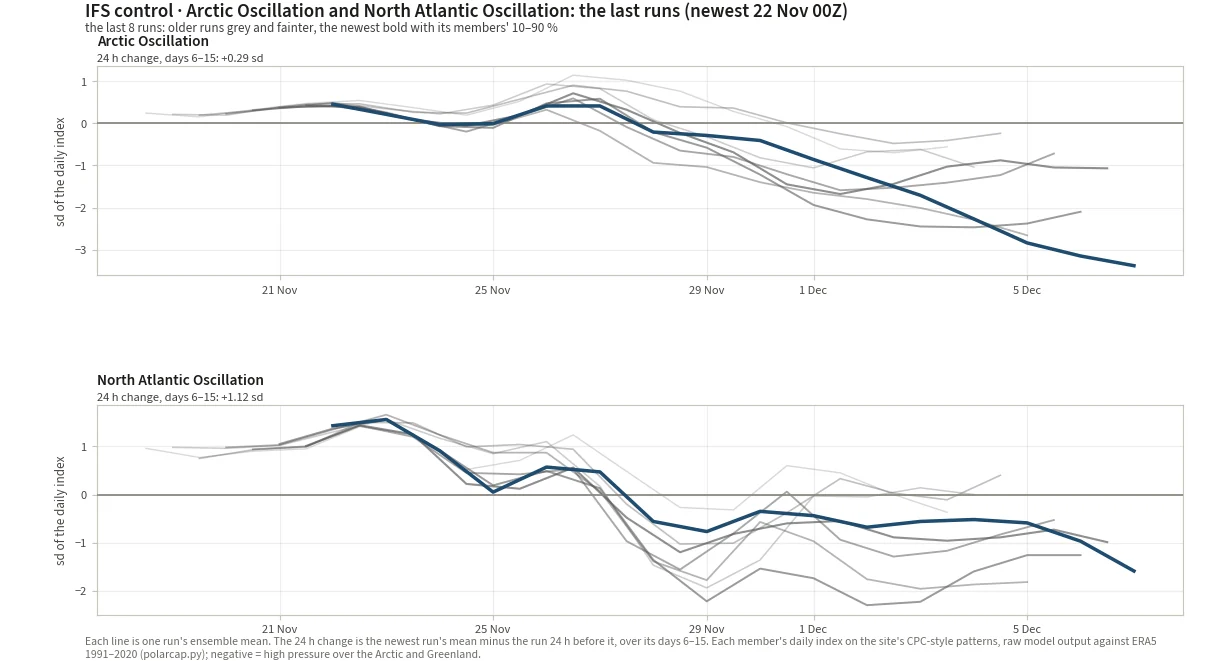 IFS control · Arctic Oscillation and North Atlantic Oscillation: the last runs (newest 22 Nov 00Z)
the last 8 runs: older runs grey and fainter, the newest bold with its members' 10–90 %
Arctic Oscillation
24 h change, days 6–15: +0.29 sd
sd of the daily index
1
0
−1
−2
−3
21 Nov
25 Nov
29 Nov
1 Dec
5 Dec
North Atlantic Oscillation
24 h change, days 6–15: +1.12 sd
sd of the daily index
1
0
−1
−2
21 Nov
25 Nov
29 Nov
1 Dec
5 Dec
Each line is one run's ensemble mean. The 24 h change is the newest run's mean minus the run 24 h before it, over its days 6–15. Each member's daily index on the site's CPC-style patterns, raw model output against ERA5
1991–2020 (polarcap.py); negative = high pressure over the Arctic and Greenland.